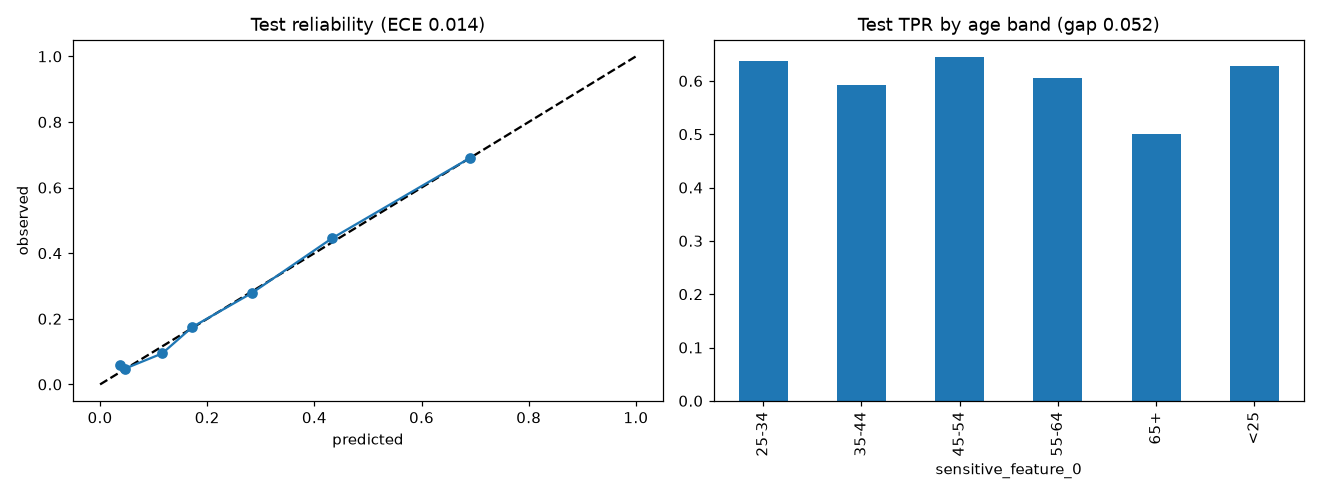 Test reliability (ECE 0.014)
1.0
0.8
0.6
0.4
0.2
0.0
observed
0.0 0.2 0.4 0.6 0.8 1.0
predicted
Test TPR by age band (gap 0.052)
0.6
0.5
0.4
0.3
0.2
0.1
0.0
25-34 35-44 45-54 55-64 65+ <25
sensitive_feature_0